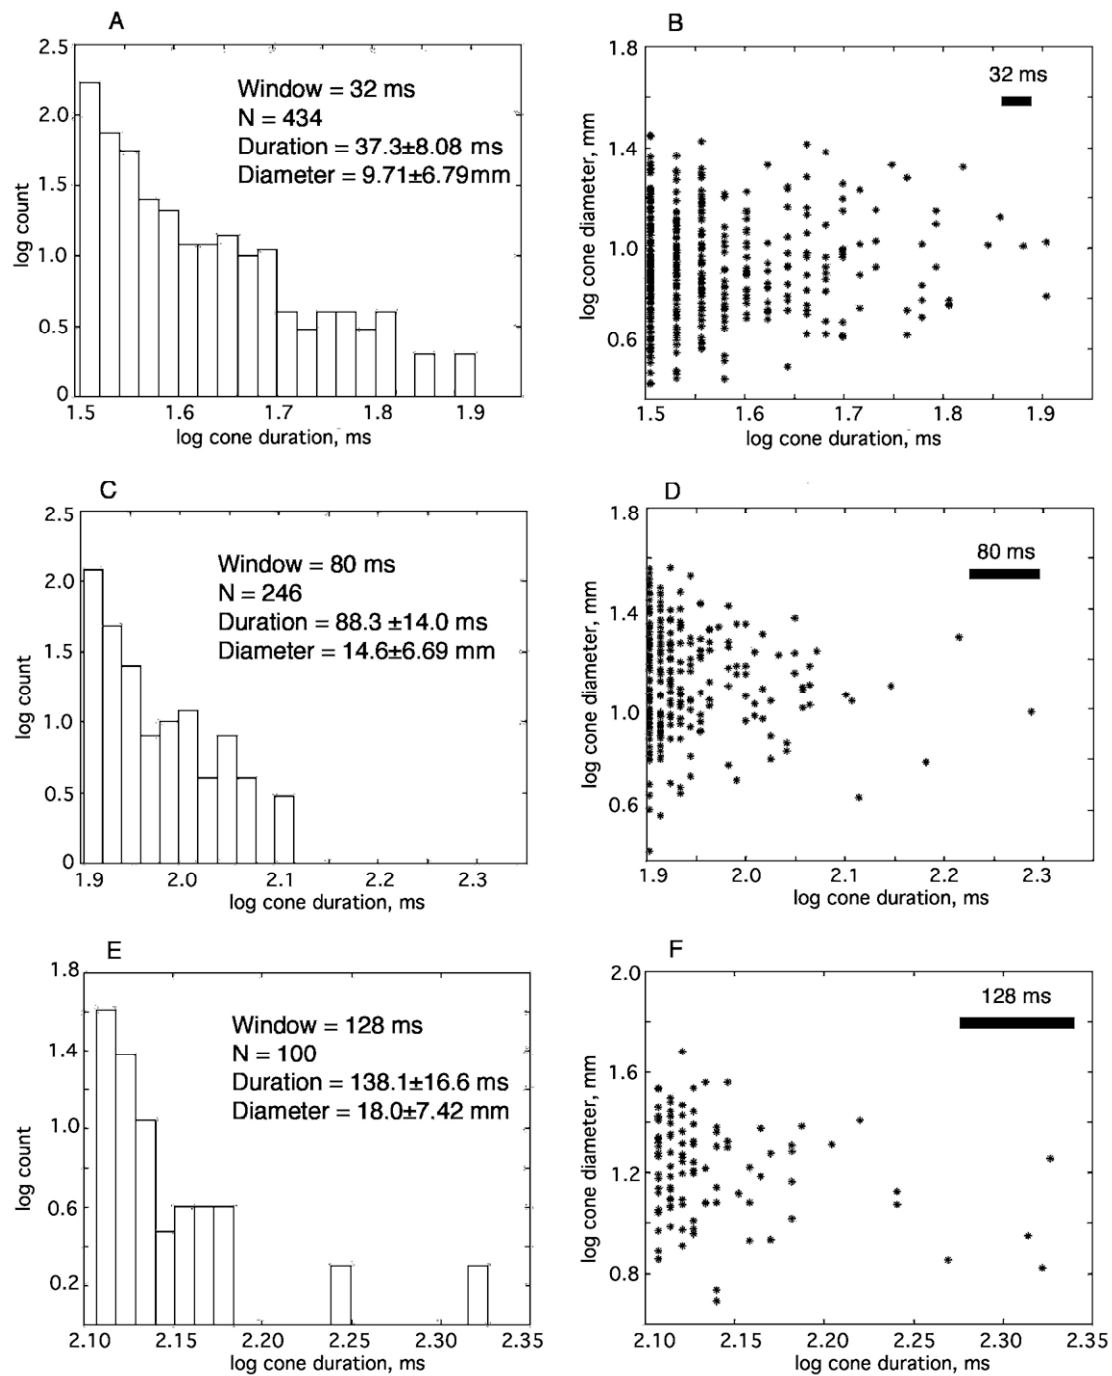 A
2.5
2.0
1.5
1.0
0.5
0
log count
Window = 32 ms
N = 434
Duration = 37.3±8.08 ms
Diameter = 9.71±6.79mm
1.5 1.6 1.7 1.8 1.9
log cone duration, ms
B
1.8
1.4
1.0
0.6
log cone diameter, mm
32 ms
1.5 1.6 1.7 1.8 1.9
log cone duration, ms
C
2.5
2.0
1.5
1.0
0.5
0
log count
Window = 80 ms
N = 246
Duration = 88.3 ±14.0 ms
Diameter = 14.6±6.69 mm
1.9 2.0 2.1 2.2 2.3
log cone duration, ms
D
1.8
1.4
1.0
0.6
log cone diameter, mm
80 ms
1.9 2.0 2.1 2.2 2.3
log cone duration, ms
E
1.8
1.4
1.0
0.6
0.2
log count
Window = 128 ms
N = 100
Duration = 138.1±16.6 ms
Diameter = 18.0±7.42 mm
2.10 2.15 2.20 2.25 2.30 2.35
log cone duration, ms
F
2.0
1.6
1.2
0.8
log cone diameter, mm
128 ms
2.10 2.15 2.20 2.25 2.30 2.35
log cone duration, ms